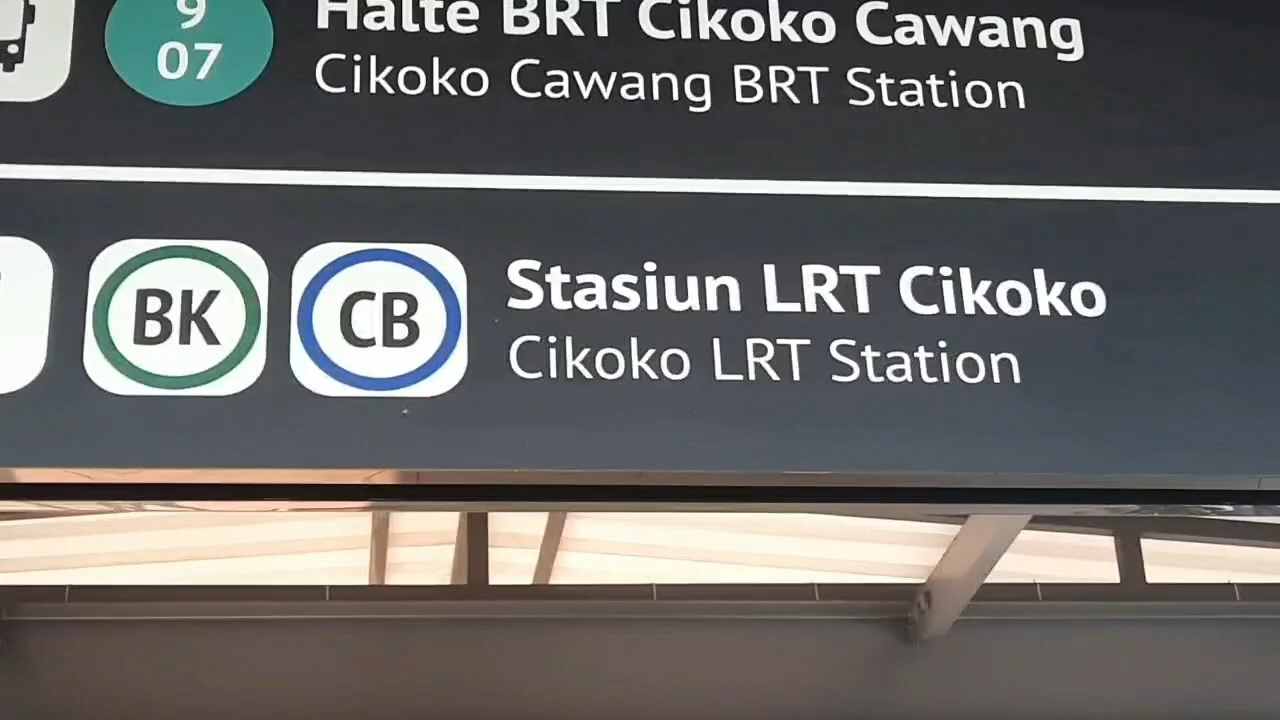 9
07
Halte BRT Cikoko Cawang
Cikoko Cawang BRT Station
BK
CB
Stasiun LRT Cikoko
Cikoko LRT Station